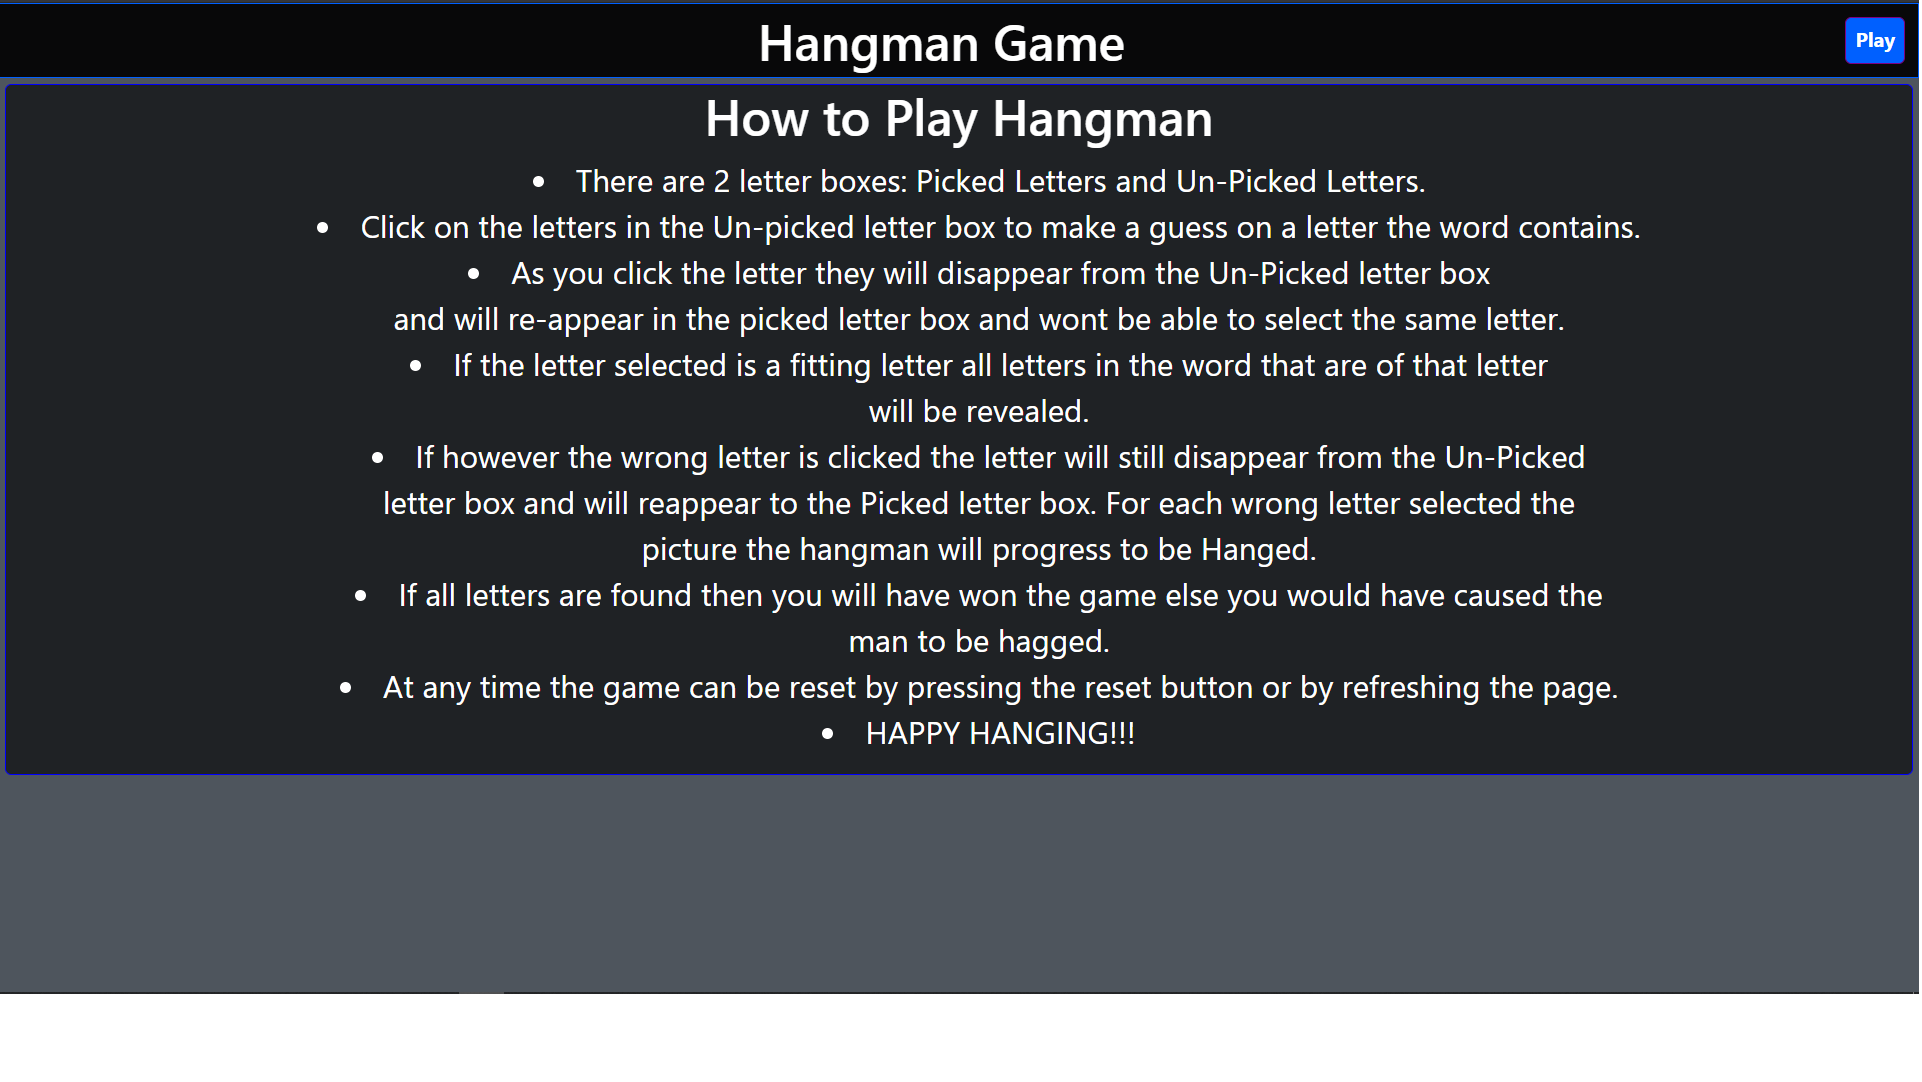 Hangman Game
Play
How to Play Hangman
• There are 2 letter boxes: Picked Letters and Un-Picked Letters.
• Click on the letters in the Un-picked letter box to make a guess on a letter the word contains.
• As you click the letter they will disappear from the Un-Picked letter box
and will re-appear in the picked letter box and wont be able to select the same letter.
• If the letter selected is a fitting letter all letters in the word that are of that letter
will be revealed.
• If however the wrong letter is clicked the letter will still disappear from the Un-Picked
letter box and will reappear to the Picked letter box. For each wrong letter selected the
picture the hangman will progress to be Hanged.
• If all letters are found then you will have won the game else you would have caused the
man to be hagged.
• At any time the game can be reset by pressing the reset button or by refreshing the page.
• HAPPY HANGING!!!